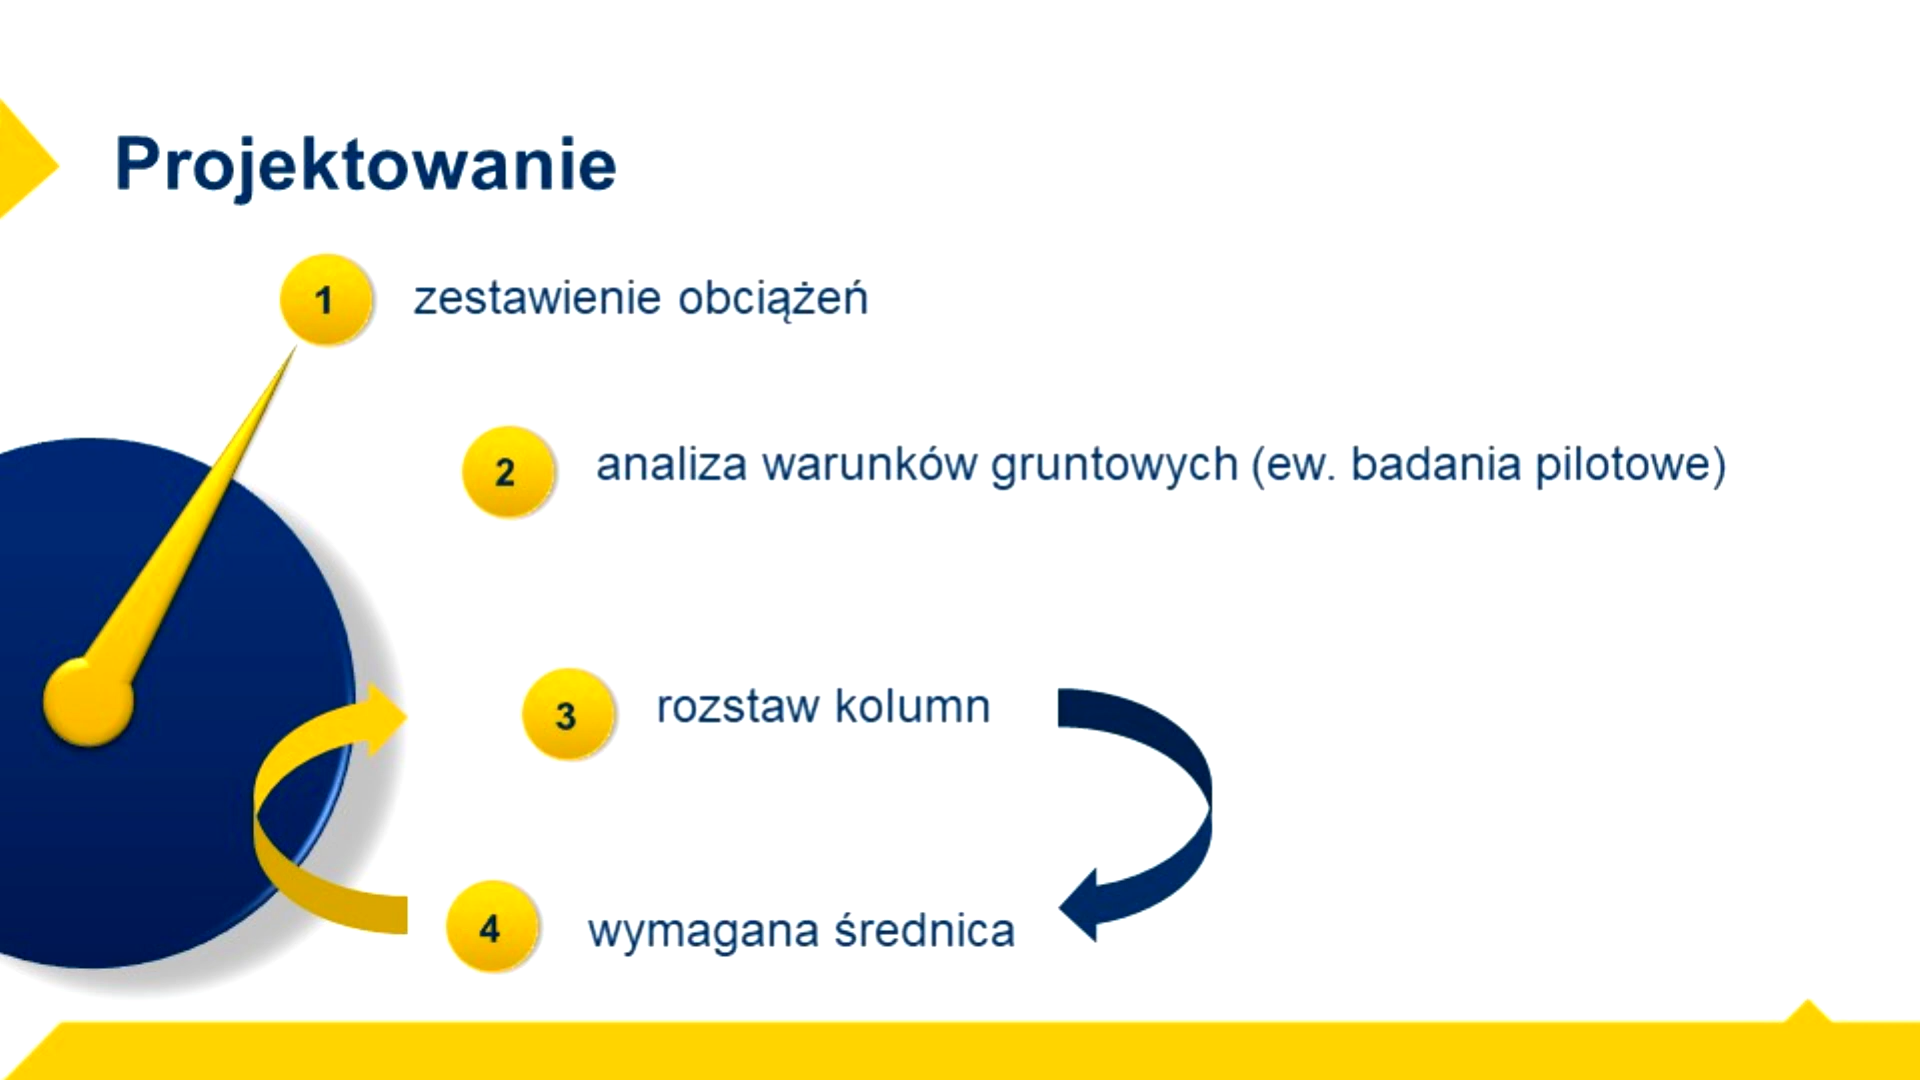 Projektowanie
1 zestawienie obciążeń
2 analiza warunków gruntowych (ew. badania pilotowe)
3 rozstaw kolumn
4 wymagana średnica